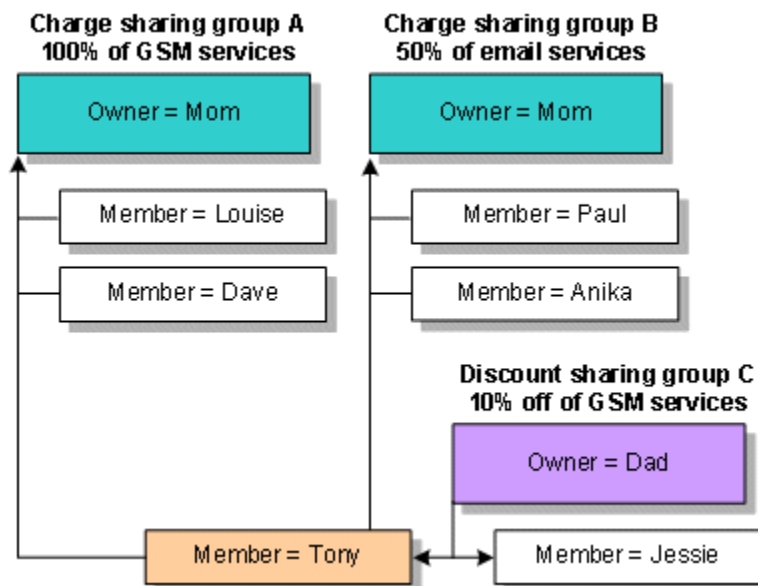 Charge sharing group A
100% of GSM services
Owner = Mom
Member = Louise
Member = Dave
Charge sharing group B
50% of email services
Owner = Mom
Member = Paul
Member = Anika
Discount sharing group C
10% off of GSM services
Owner = Dad
Member = Tony
Member = Jessie